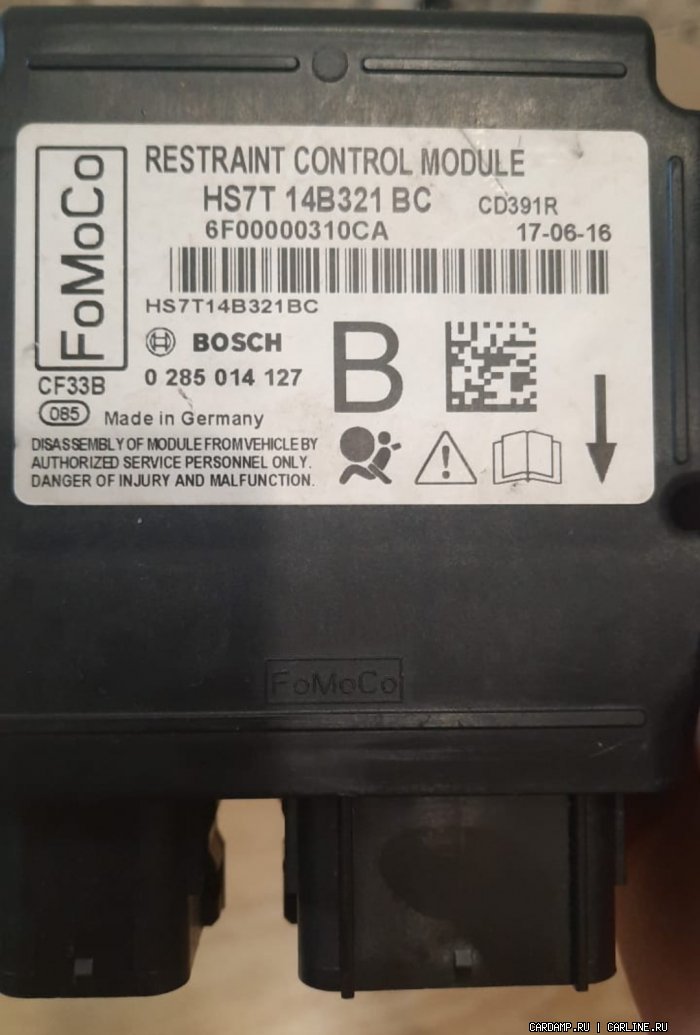 FoMoCo
RESTRAINT CONTROL MODULE
HS7T 14B321 BC CD391R
6F00000310CA 17-06-16
HS7T14B321BC
BOSCH
B
CF33B
0 285 014 127
085
Made in Germany
DISASSEMBLY OF MODULE FROM VEHICLE BY
AUTHORIZED SERVICE PERSONNEL ONLY.
DANGER OF INJURY AND MALFUNCTION.
FoMoCo
CARDAMP.RU | CARLINE.RU